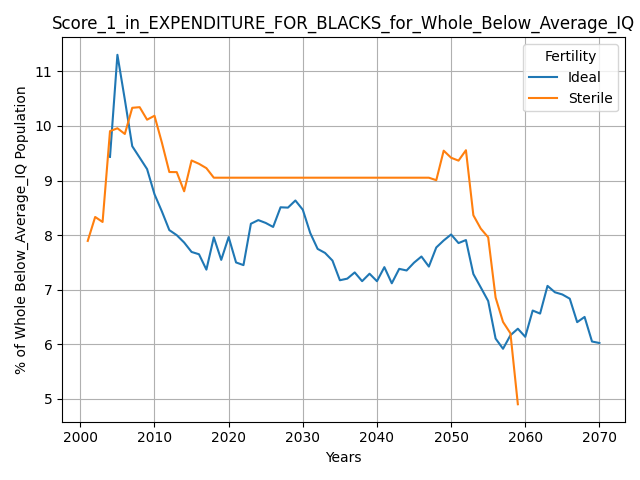 Score_1_in_EXPENDITURE_FOR_BLACKS_for_Whole_Below_Average_IQ
Fertility
Ideal
Sterile
% of Whole Below_Average_IQ Population
11
10
9
8
7
6
5
2000 2010 2020 2030 2040 2050 2060 2070
Years